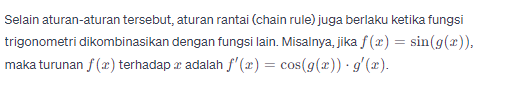 Selain aturan-aturan tersebut, aturan rantai (chain rule) juga berlaku ketika fungsi
trigonometri dikombinasikan dengan fungsi lain. Misalnya, jika f(x) = sin(g(x)),
maka turunan f(x) terhadap x adalah f′(x) = cos(g(x)) · g′(x).